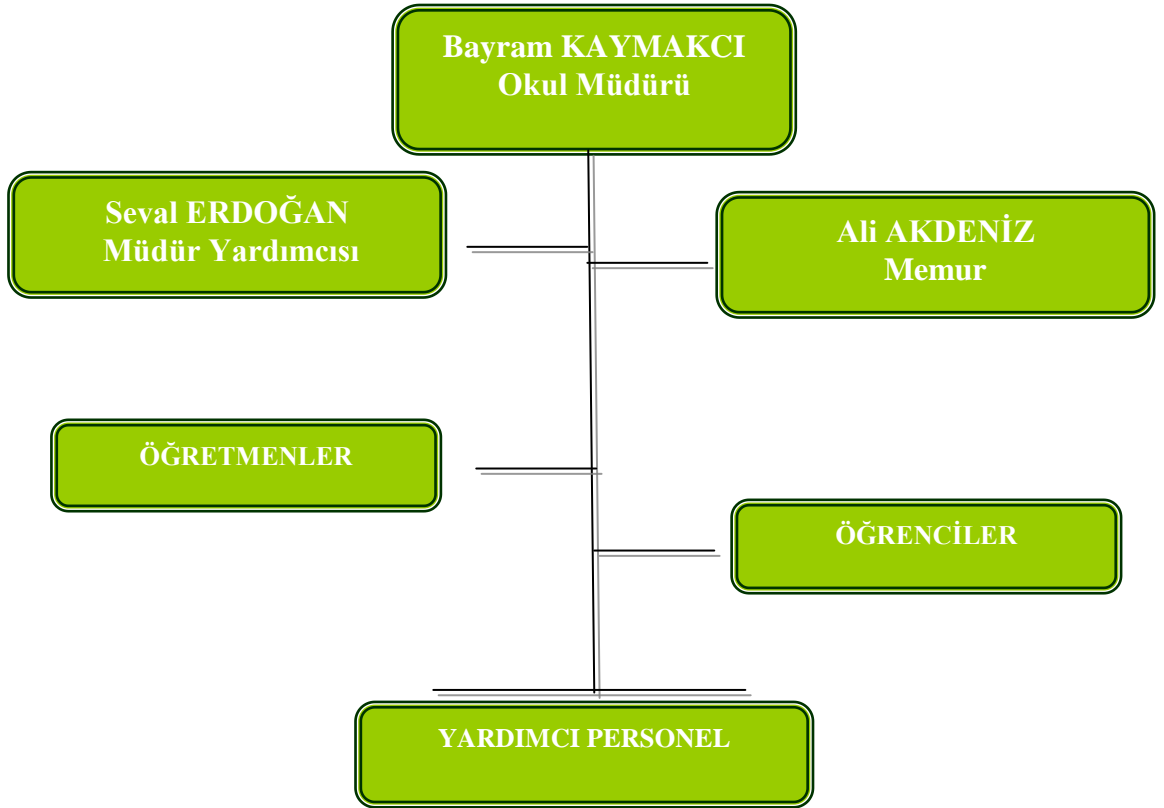 Bayram KAYMAKCI
Okul Müdürü
Seval ERDOĞAN
Müdür Yardımcısı
Ali AKDENİZ
Memur
ÖĞRETMENLER
ÖĞRENCİLER
YARDIMCI PERSONEL